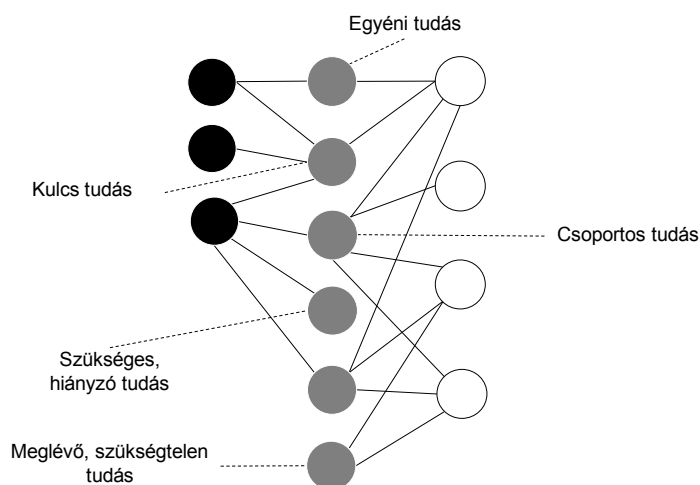 Egyéni tudás
Kulcs tudás
Csoportos tudás
Szükséges,
hiányzó tudás
Meglévő, szükségtelen
tudás